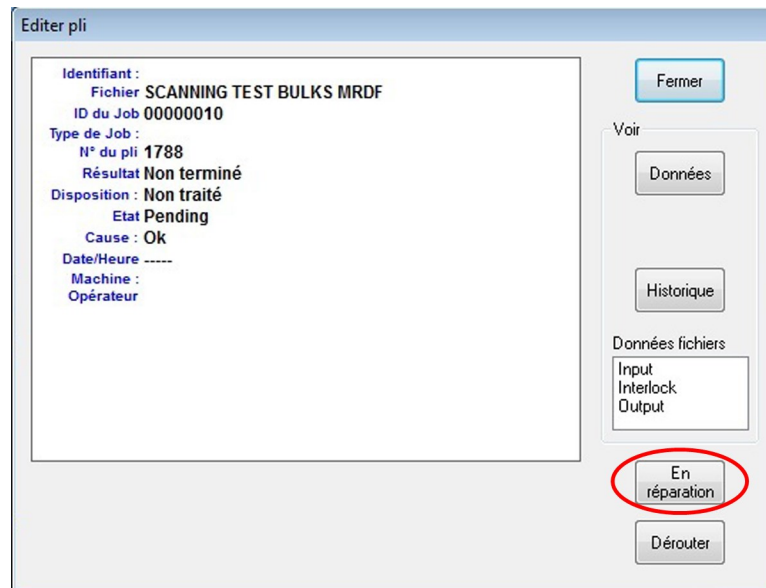 Editer pli
Identifiant :
Fichier SCANNING TEST BULKS MRDF
ID du Job 00000010
Type de Job :
N° du pli 1788
Résultat Non terminé
Disposition : Non traité
Etat Pending
Cause : Ok
Date/Heure -----
Machine :
Opérateur
Fermer
Voir
Données
Historique
Données fichiers
Input
Interlock
Output
En
réparation
Dérouter